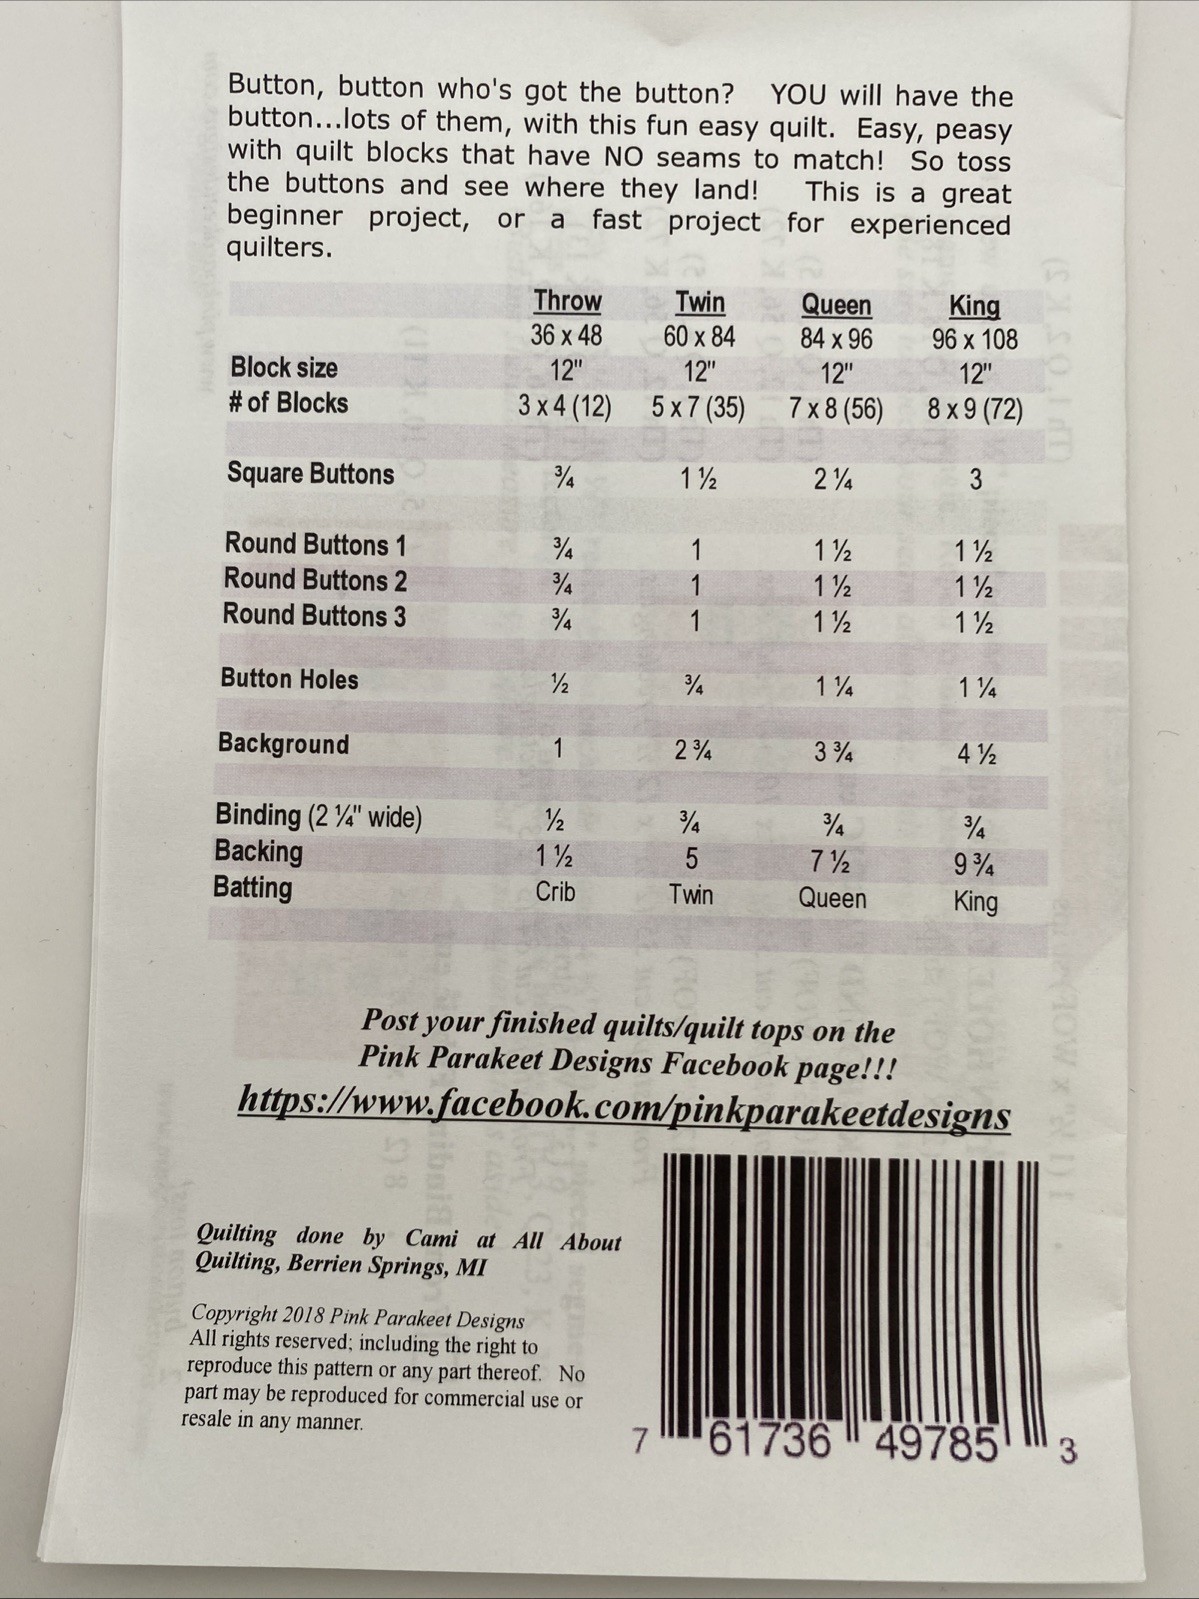 Button, button who's got the button?   YOU will have the
button...lots of them, with this fun easy quilt.  Easy, peasy
with quilt blocks that have NO seams to match!  So toss
the buttons and see where they land!   This is a great
beginner project, or a fast project for experienced
quilters.
Throw Twin Queen King
36 x 48 60 x 84 84 x 96 96 x 108
Block size 12" 12" 12" 12"
# of Blocks 3 x 4 (12) 5 x 7 (35) 7 x 8 (56) 8 x 9 (72)
Square Buttons ¾ 1 ½ 2 ¼ 3
Round Buttons 1 ¾ 1 1 ½ 1 ½
Round Buttons 2 ¾ 1 1 ½ 1 ½
Round Buttons 3 ¾ 1 1 ½ 1 ½
Button Holes ½ ¾ 1 ¼ 1 ¼
Background 1 2 ¾ 3 ¾ 4 ½
Binding (2 ¼" wide) ½ ¾ ¾ ¾
Backing 1 ½ 5 7 ½ 9 ¾
Batting Crib Twin Queen King
Post your finished quilts/quilt tops on the
Pink Parakeet Designs Facebook page!!!
https://www.facebook.com/pinkparakeetdesigns
Quilting done by Cami at All About
Quilting, Berrien Springs, MI
Copyright 2018 Pink Parakeet Designs
All rights reserved; including the right to
reproduce this pattern or any part thereof.  No
part may be reproduced for commercial use or
resale in any manner.
7 61736 49785 3